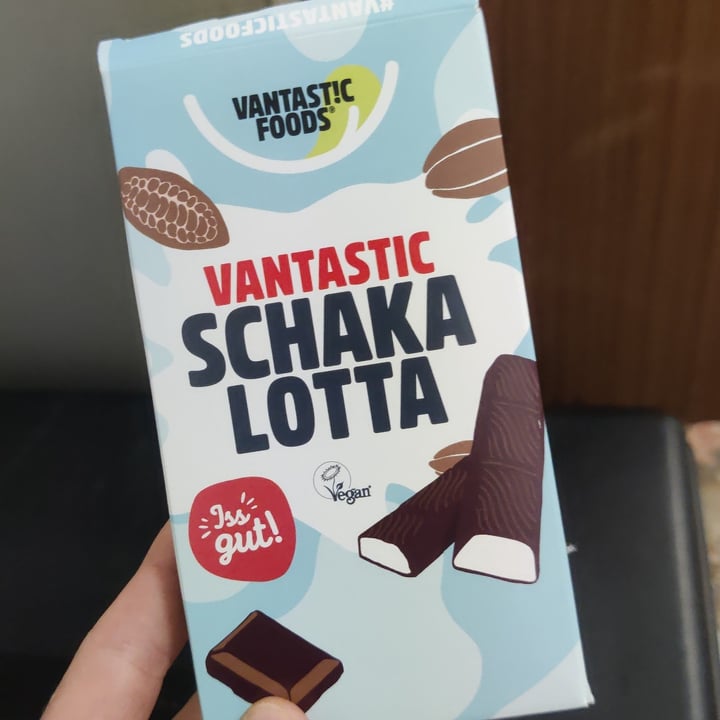 #VANTASTICFOODS
VANTAST!C
FOODS®
VANTASTIC
SCHAKA
LOTTA
Vegan
Iss
gut!